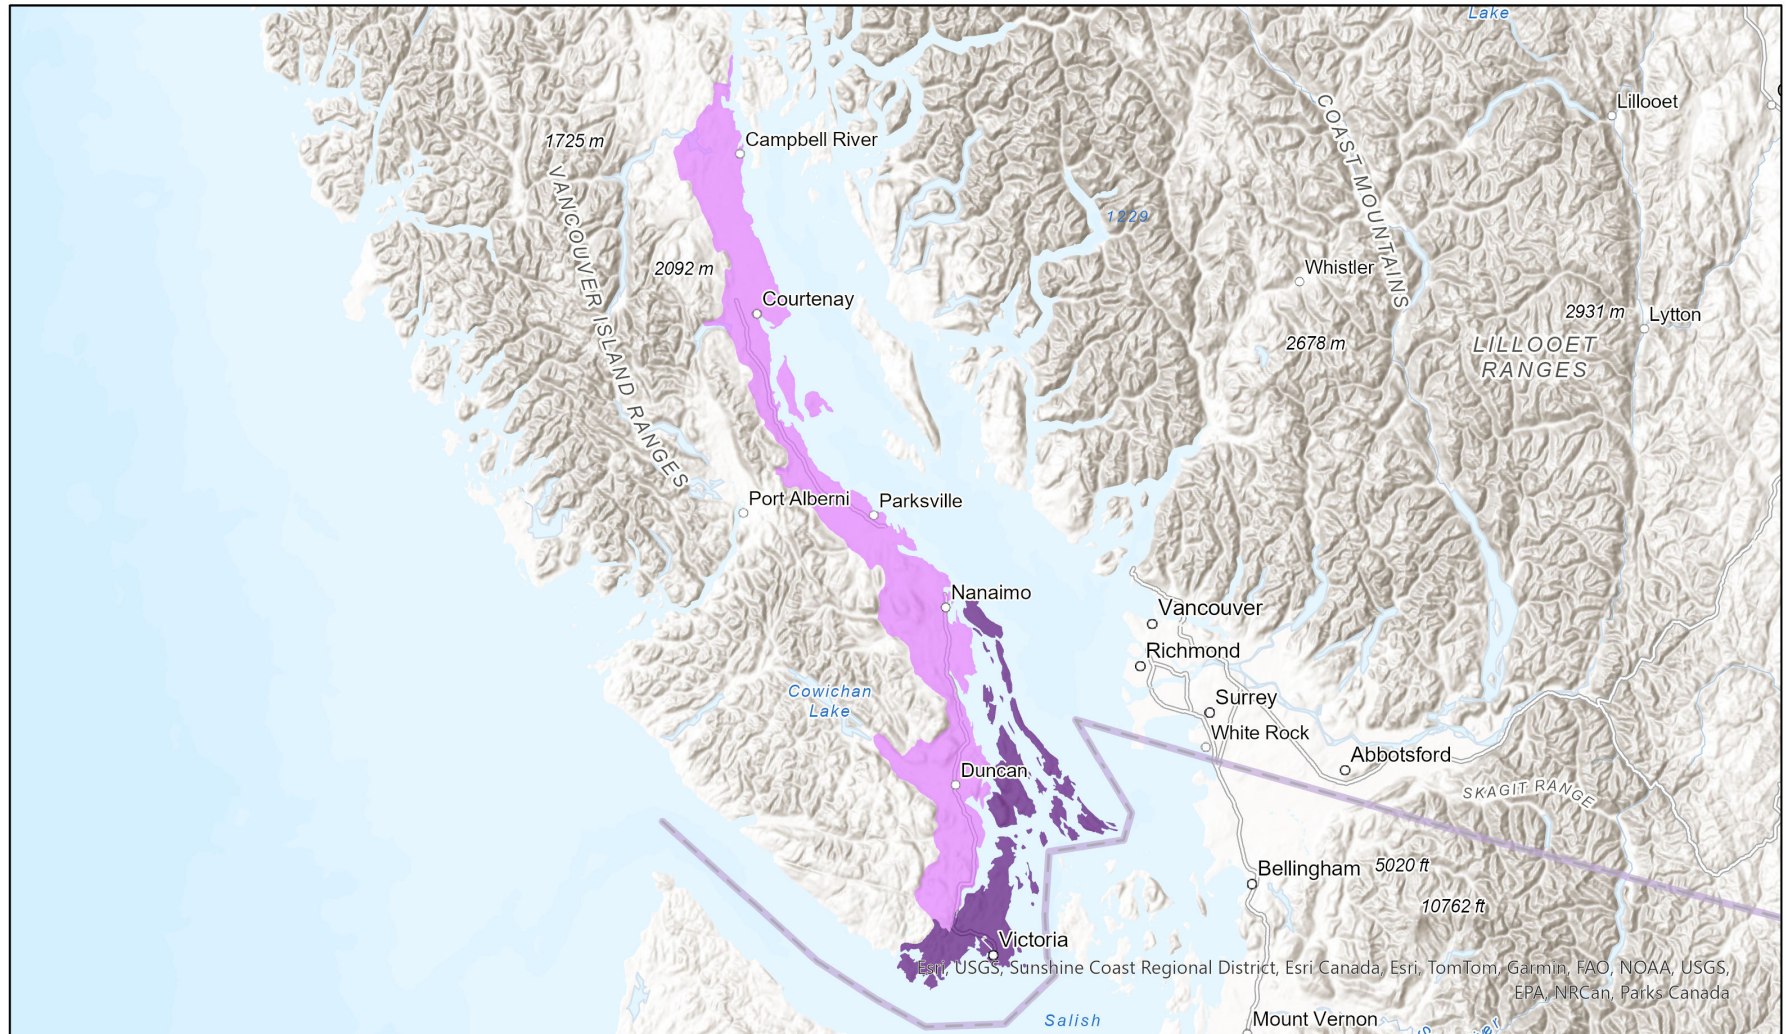 Lake
Lillooet
COAST MOUNTAINS
1725 m
Campbell River
VANCOUVER ISLAND RANGES
1229
2092 m
Whistler
Courtenay
2931 m
Lytton
2678 m
LILLOOET
RANGES
Port Alberni
Parksville
Nanaimo
Vancouver
Richmond
Cowichan
Lake
Surrey
White Rock
Abbotsford
Duncan
SKAGIT RANGE
Bellingham
5020 ft
10762 ft
Victoria
Esri, USGS, Sunshine Coast Regional District, Esri Canada, Esri, TomTom, Garmin, FAO, NOAA, USGS,
EPA, NRCan, Parks Canada
Salish
Mount Vernon